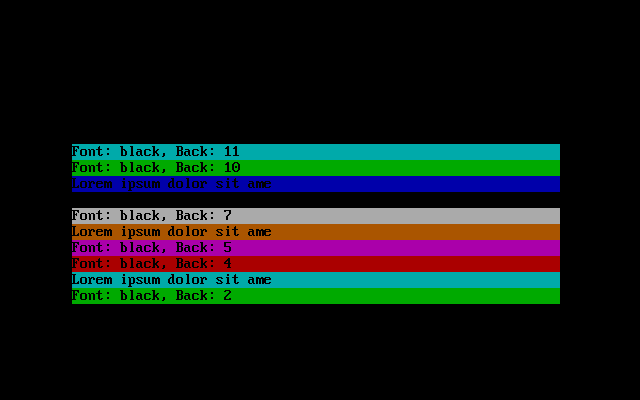 Font: black, Back: 11
Font: black, Back: 10
Lorem ipsum dolor sit ame
Font: black, Back: 7
Lorem ipsum dolor sit ame
Font: black, Back: 5
Font: black, Back: 4
Lorem ipsum dolor sit ame
Font: black, Back: 2